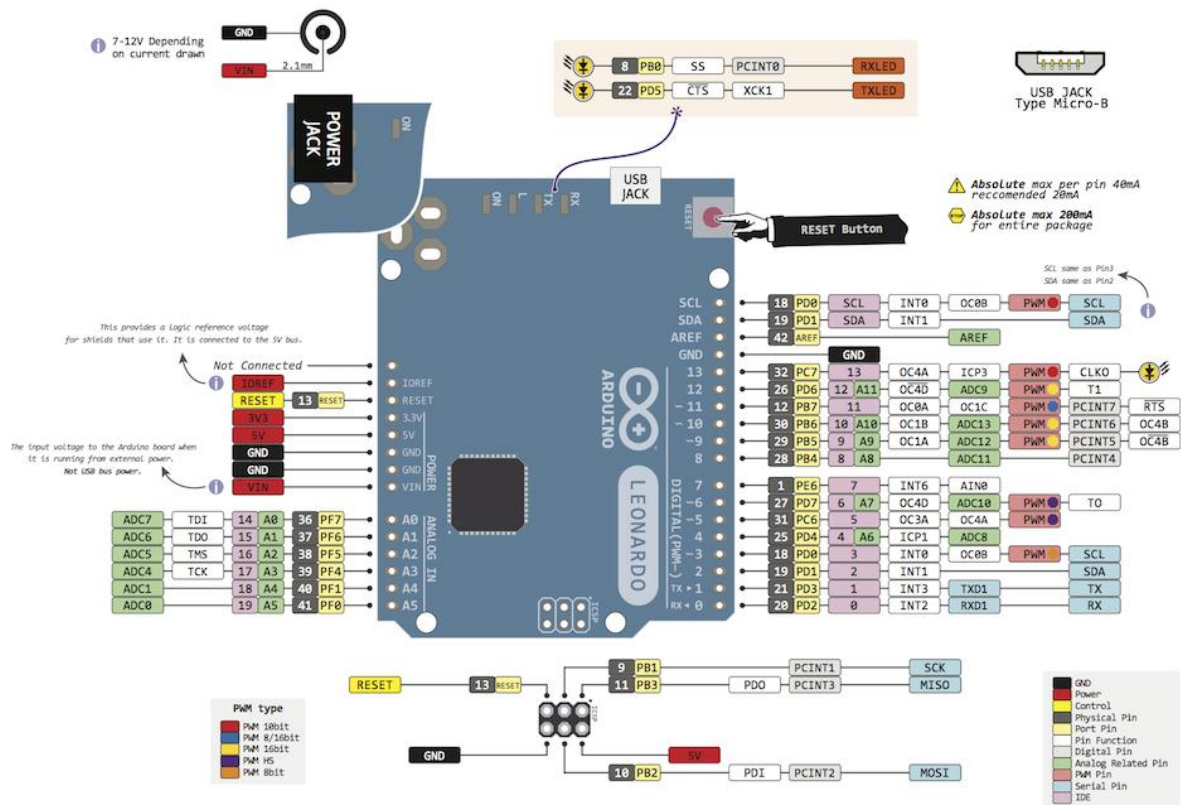 7-12V Depending
on current drawn
GND
VIN
2.1mm
POWER
JACK
ON
8 PB0 SS PCINT0 RXLED
22 PD5 CTS XCK1 TXLED
USB JACK
Type Micro-B
ON L TX RX
USB
JACK
RESET
RESET Button
Absolute max per pin 40mA
reccomended 20mA
STOP
Absolute max 200mA
for entire package
SCL same as Pin3
SDA same as Pin2
This provides a logic reference voltage
for shields that use it. It is connected to the 5V bus.
Not Connected
IOREF IOREF
RESET 13 RESET RESET
3V3 3.3V
5V 5V
GND GND
GND GND
VIN VIN
POWER
The input voltage to the Arduino board when
it is running from external power.
Not USB bus power.
ADC7 TDI 14 A0 36 PF7 A0
ADC6 TDO 15 A1 37 PF6 A1
ADC5 TMS 16 A2 38 PF5 A2
ADC4 TCK 17 A3 39 PF4 A3
ADC1 18 A4 40 PF1 A4
ADC0 19 A5 41 PF0 A5
ANALOG IN
ARDUINO
LEONARDO
DIGITAL(PWM~)
ICSP
SCL 18 PD0 SCL INT0 OC0B PWM SCL
SDA 19 PD1 SDA INT1 SDA
AREF 42 AREF AREF
GND GND
13 32 PC7 13 OC4A ICP3 PWM CLKO
12 26 PD6 12 A11 OC4D ADC9 PWM T1
~11 12 PB7 11 OC0A OC1C PWM PCINT7 RTS
~10 30 PB6 10 A10 OC1B ADC13 PWM PCINT6 OC4B
~9 29 PB5 9 A9 OC1A ADC12 PWM PCINT5 OC4B
8 28 PB4 8 A8 ADC11 PCINT4
7 1 PE6 7 INT6 AIN0
~6 27 PD7 6 A7 OC4D ADC10 PWM TO
~5 31 PC6 5 OC3A OC4A PWM
4 25 PD4 4 A6 ICP1 ADC8
~3 18 PD0 3 INT0 OC0B PWM SCL
2 19 PD1 2 INT1 SDA
TX 1 21 PD3 1 INT3 TXD1 TX
RX 0 20 PD2 0 INT2 RXD1 RX
9 PB1 PCINT1 SCK
RESET 13 RESET 11 PB3 PDO PCINT3 MISO
ICSP
GND 5V
10 PB2 PDI PCINT2 MOSI
PWM type
PWM 10bit
PWM 8/16bit
PWM 16bit
PWM HS
PWM 8bit
GND
Power
Control
Physical Pin
Port Pin
Pin Function
Digital Pin
Analog Related Pin
PWM Pin
Serial Pin
IDE